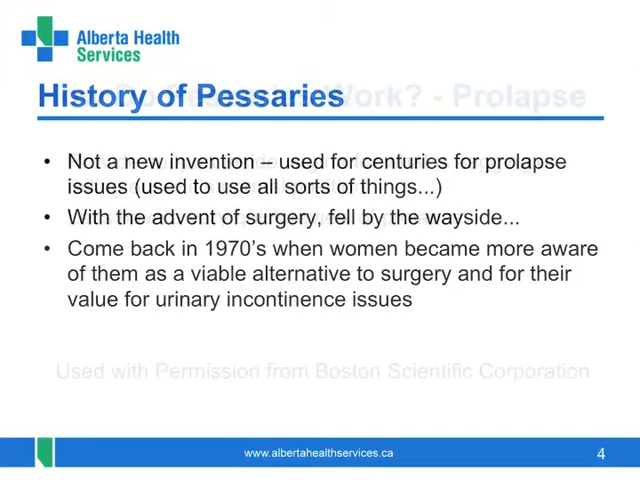 Alberta Health
Services
History of Pessaries
Work? - Prolapse
• Not a new invention – used for centuries for prolapse
issues (used to use all sorts of things...)
• With the advent of surgery, fell by the wayside...
• Come back in 1970's when women became more aware
of them as a viable alternative to surgery and for their
value for urinary incontinence issues
Used with Permission from Boston Scientific Corporation
www.albertahealthservices.ca
4